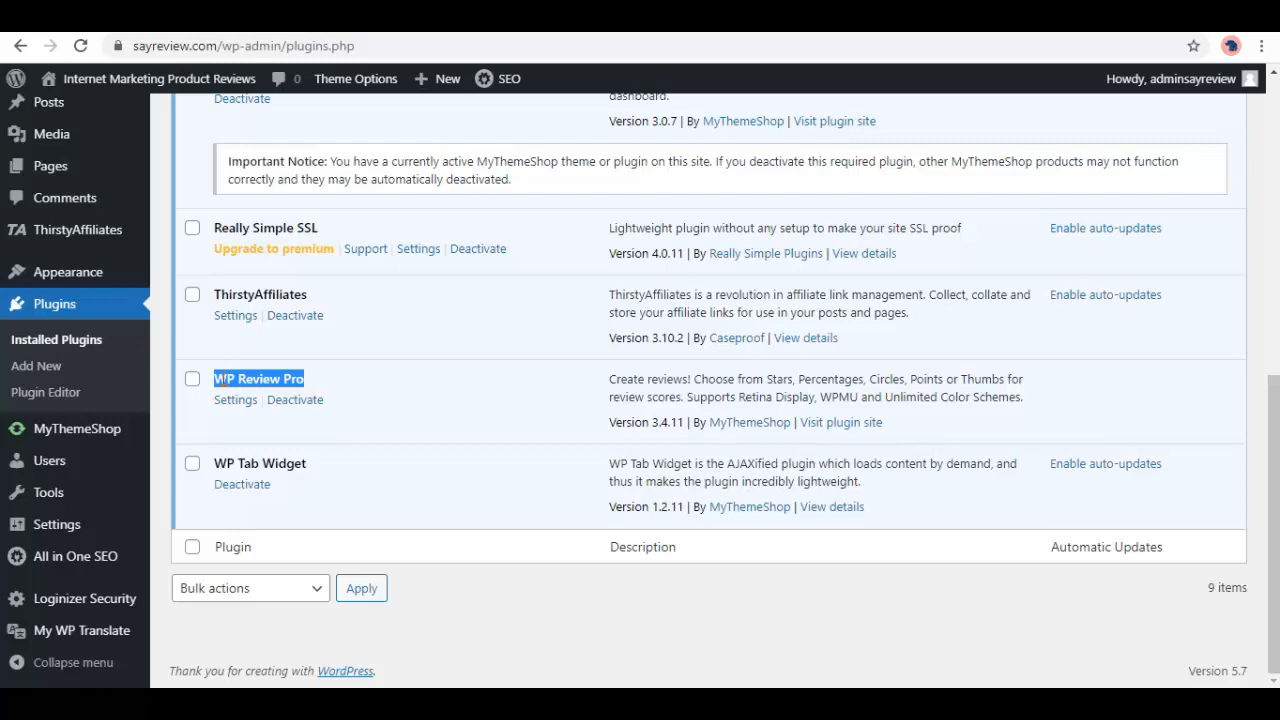 sayreview.com/wp-admin/plugins.php
Internet Marketing Product Reviews 0 Theme Options New SEO Howdy, adminsayreview
Posts
Media
Pages
Comments
ThirstyAffiliates
Appearance
Plugins
Installed Plugins
Add New
Plugin Editor
MyThemeShop
Users
Tools
Settings
All in One SEO
Loginizer Security
My WP Translate
Collapse menu
Deactivate
dashboard.
Version 3.0.7 | By MyThemeShop | Visit plugin site
Important Notice: You have a currently active MyThemeShop theme or plugin on this site. If you deactivate this required plugin, other MyThemeShop products may not function
correctly and they may be automatically deactivated.
Really Simple SSL
Upgrade to premium | Support | Settings | Deactivate
Lightweight plugin without any setup to make your site SSL proof
Version 4.0.11 | By Really Simple Plugins | View details
Enable auto-updates
ThirstyAffiliates
Settings | Deactivate
ThirstyAffiliates is a revolution in affiliate link management. Collect, collate and
store your affiliate links for use in your posts and pages.
Version 3.10.2 | By Caseproof | View details
Enable auto-updates
WP Review Pro
Settings | Deactivate
Create reviews! Choose from Stars, Percentages, Circles, Points or Thumbs for
review scores. Supports Retina Display, WPMU and Unlimited Color Schemes.
Version 3.4.11 | By MyThemeShop | Visit plugin site
WP Tab Widget
Deactivate
WP Tab Widget is the AJAXified plugin which loads content by demand, and
thus it makes the plugin incredibly lightweight.
Version 1.2.11 | By MyThemeShop | View details
Enable auto-updates
Plugin Description Automatic Updates
Bulk actions Apply 9 items
Thank you for creating with WordPress. Version 5.7